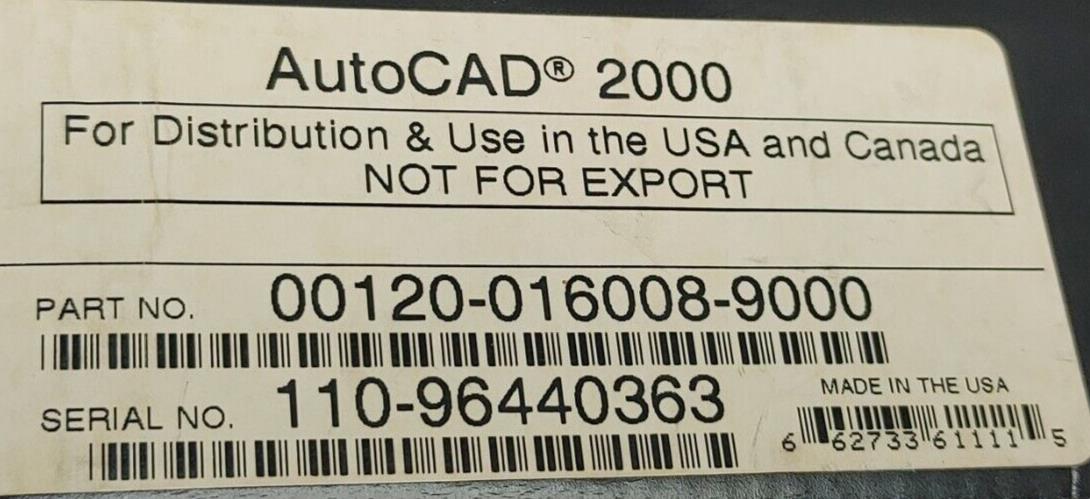 AutoCAD® 2000
For Distribution & Use in the USA and Canada
NOT FOR EXPORT
PART NO. 00120-016008-9000
SERIAL NO. 110-96440363
MADE IN THE USA
6 62733 61111 5